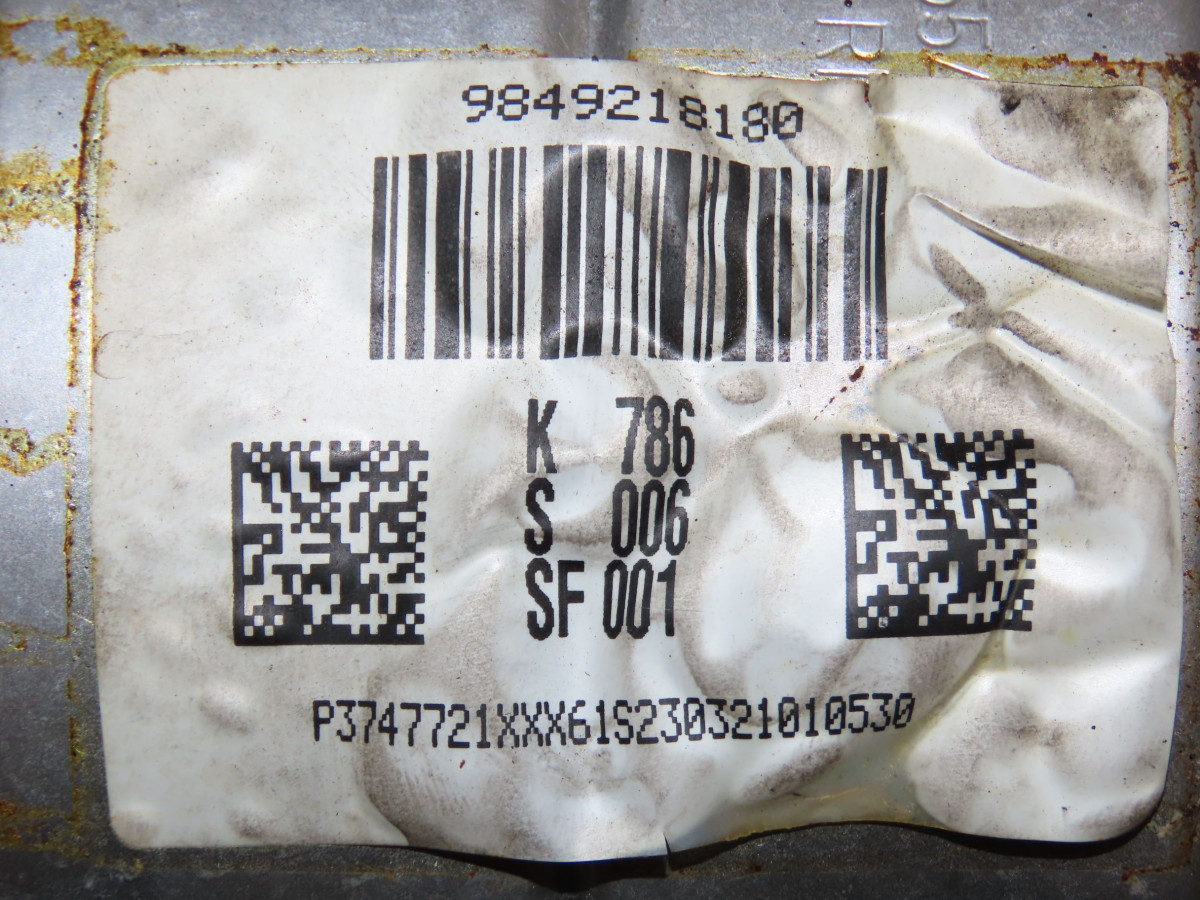 9849218180
K 786
S 006
SF 001
P3747721XXX61S230321010530